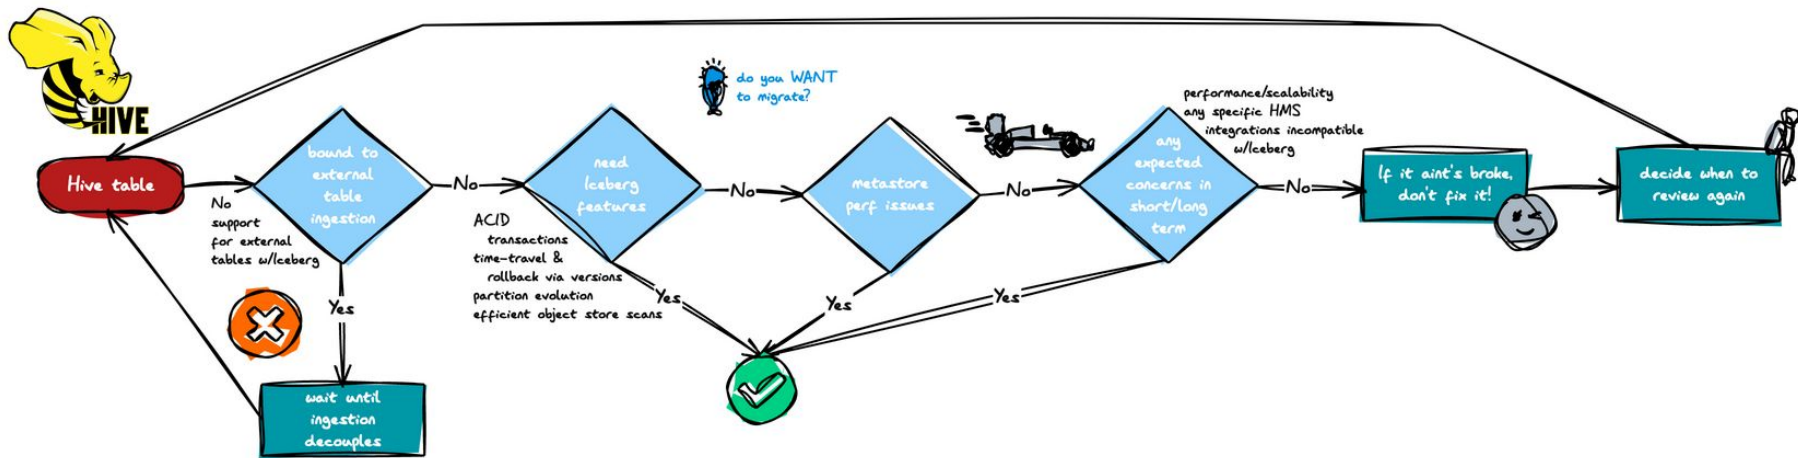 HIVE
Hive table
No
support
for external
tables w/Iceberg
bound to
external
table
ingestion
Yes
wait until
ingestion
decouples
No
need
Iceberg
features
ACID
transactions
time-travel &
rollback via versions
partition evolution
efficient object store scans
Yes
do you WANT
to migrate?
No
metastore
perf issues
Yes
No
any
expected
concerns in
short/long
term
performance/scalability
any specific HMS
integrations incompatible
w/Iceberg
Yes
No
If it aint's broke,
don't fix it!
decide when to
review again